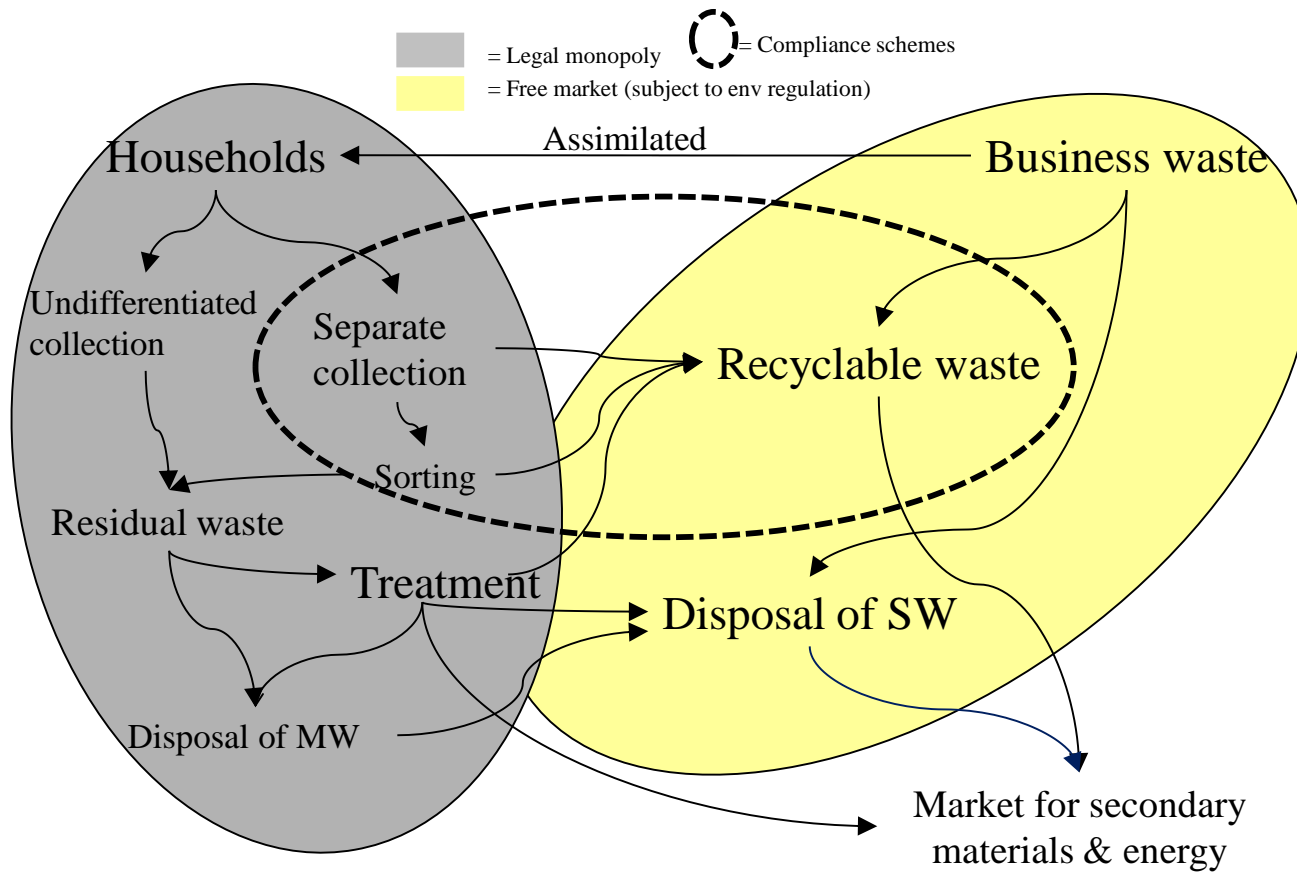 = Legal monopoly
= Compliance schemes
= Free market (subject to env regulation)
Assimilated
Households
Business waste
Undifferentiated
collection
Separate
collection
Recyclable waste
Sorting
Residual waste
Treatment
Disposal of SW
Disposal of MW
Market for secondary
materials & energy